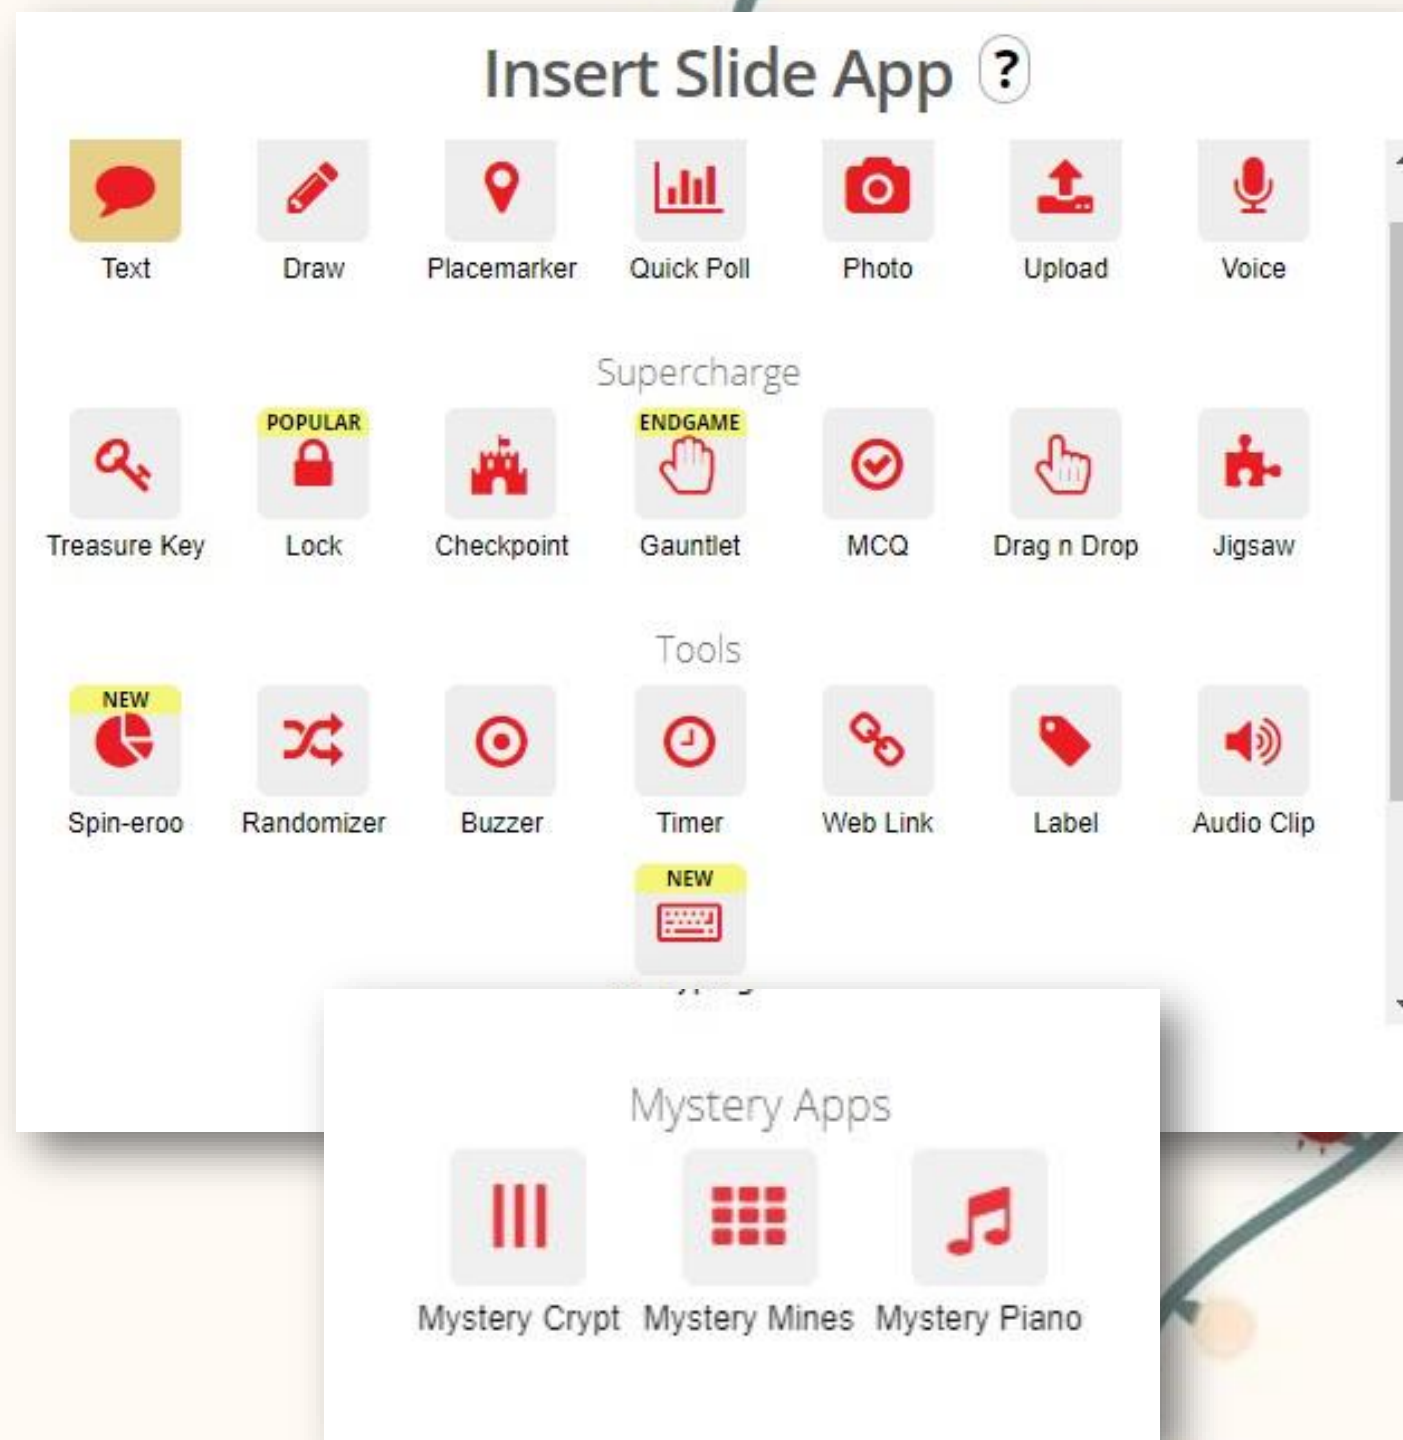 Insert Slide App ?
Text Draw Placemarker Quick Poll Photo Upload Voice
Supercharge
POPULAR ENDGAME
Treasure Key Lock Checkpoint Gauntlet MCQ Drag n Drop Jigsaw
Tools
NEW
Spin-eroo Randomizer Buzzer Timer Web Link Label Audio Clip
NEW
Mystery Apps
Mystery Crypt Mystery Mines Mystery Piano